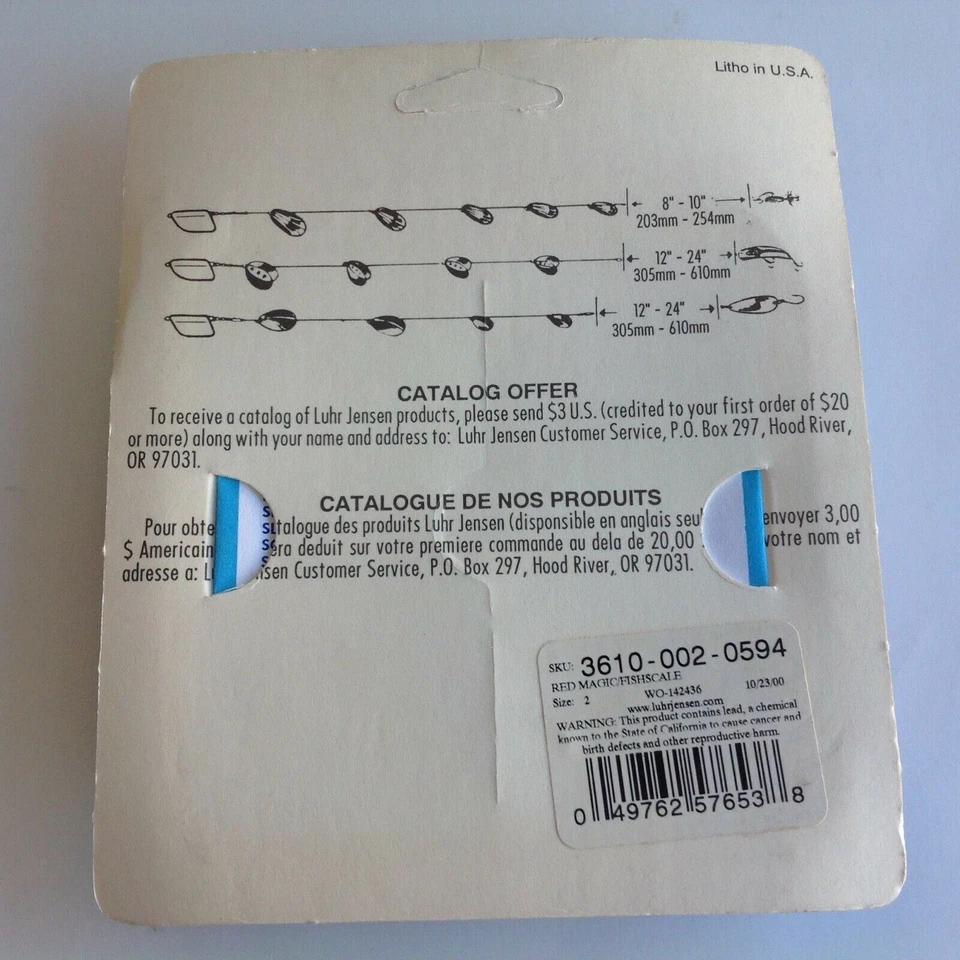 Litho in U.S.A.
8" - 10"
203mm - 254mm
12" - 24"
305mm - 610mm
12" - 24"
305mm - 610mm
CATALOG OFFER
To receive a catalog of Luhr Jensen products, please send $3 U.S. (credited to your first order of $20
or more) along with your name and address to: Luhr Jensen Customer Service, P.O. Box 297, Hood River,
OR 97031.
CATALOGUE DE NOS PRODUITS
Pour obte talogue des produits Luhr Jensen (disponible en anglais seul envoyer 3,00
$ Americain era deduit sur votre premiere commande au dela de 20,00 votre nom et
adresse a: L sen Customer Service, P.O. Box 297, Hood River, OR 97031.
SKU: 3610-002-0594
RED MAGIC/FISHSCALE
Size: 2 WO-142436 10/23/00
www.luhrjensen.com
WARNING: This product contains lead, a chemical
known to the State of California to cause cancer and
birth defects and other reproductive harm.
0 49762 57653 8